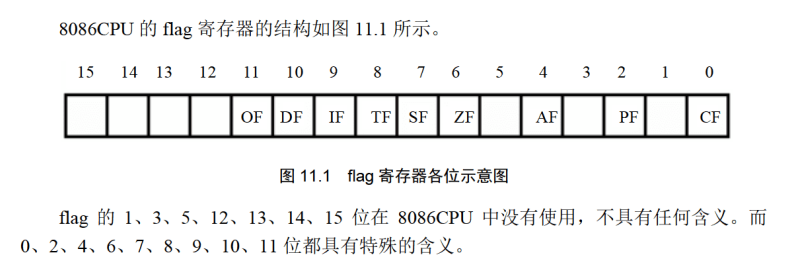 8086CPU 的 flag 寄存器的结构如图 11.1 所示。
15 14 13 12 11 10 9 8 7 6 5 4 3 2 1 0
OF DF IF TF SF ZF AF PF CF
图 11.1 flag 寄存器各位示意图
flag 的 1、3、5、12、13、14、15 位在 8086CPU 中没有使用，不具有任何含义。而
0、2、4、6、7、8、9、10、11 位都具有特殊的含义。